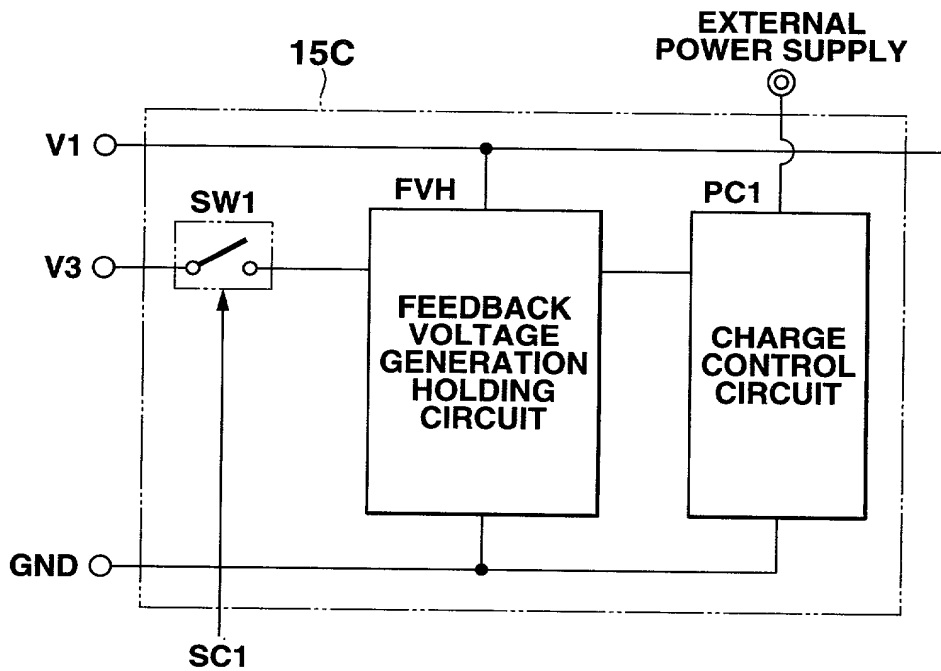 EXTERNAL
POWER SUPPLY
15C
V1
SW1
FVH
PC1
V3
FEEDBACK
VOLTAGE
GENERATION
HOLDING
CIRCUIT
CHARGE
CONTROL
CIRCUIT
GND
SC1